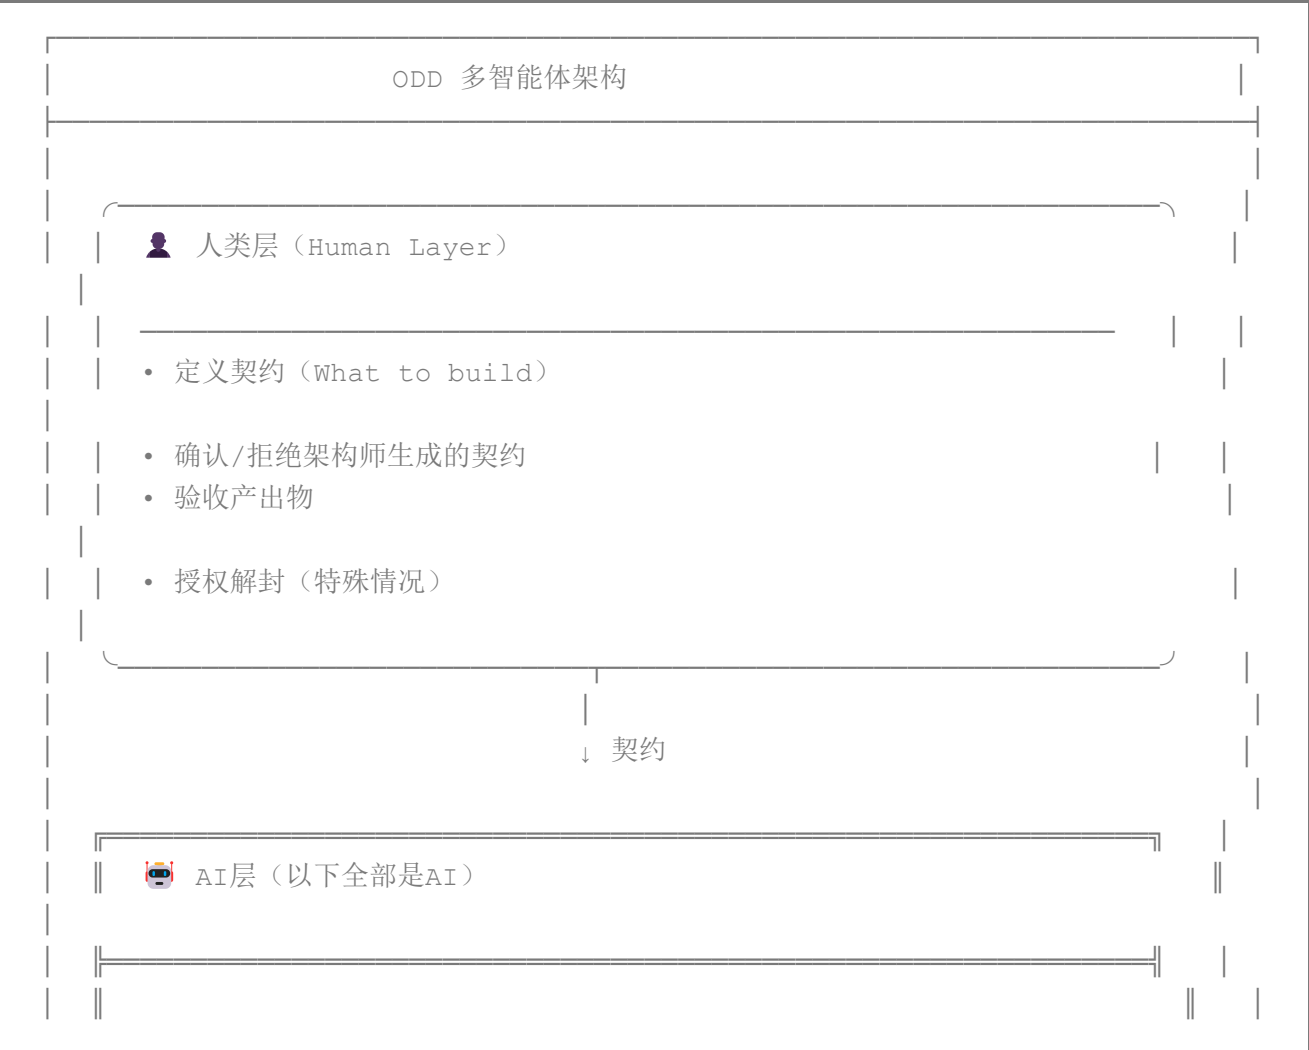 ODD 多智能体架构
人类层（Human Layer）
• 定义契约（What to build）
• 确认/拒绝架构师生成的契约
• 验收产出物
• 授权解封（特殊情况）
↓ 契约
AI层（以下全部是AI）